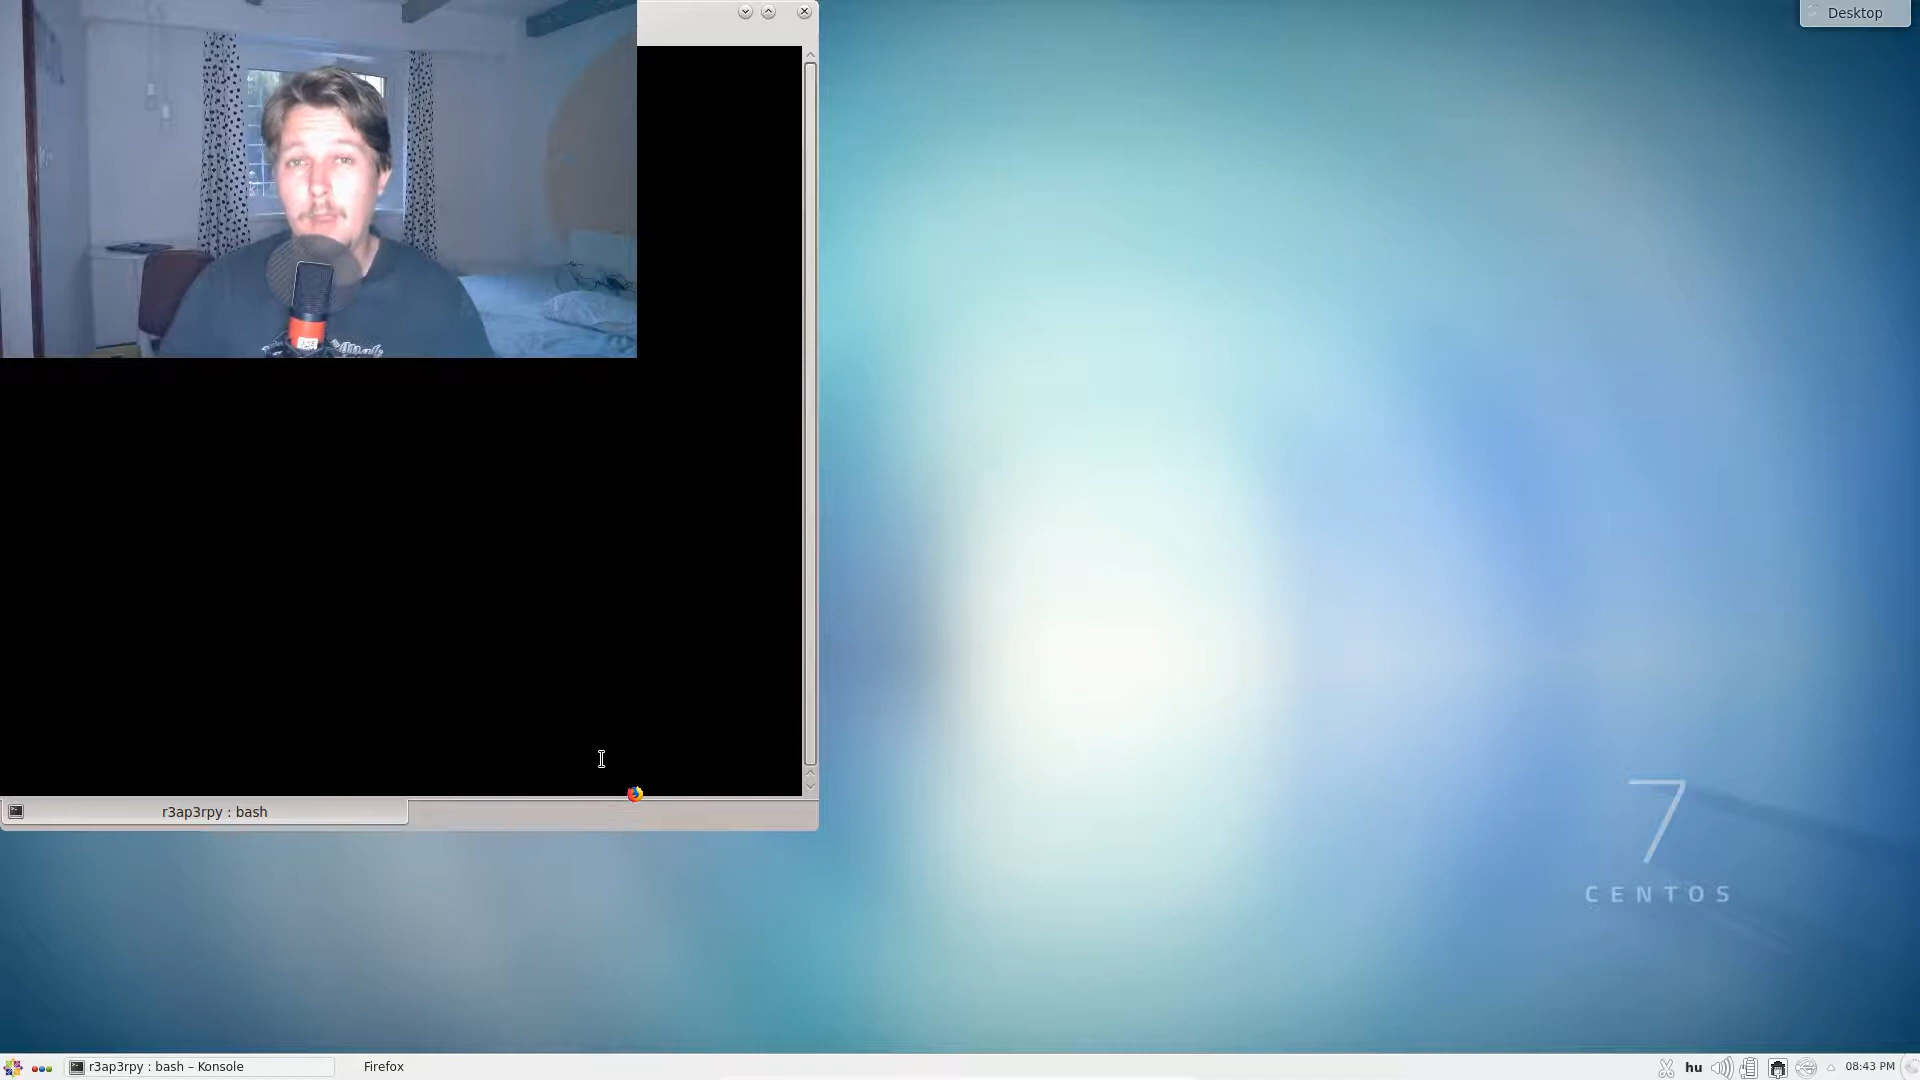 Desktop
r3ap3rpy : bash
7
CENTOS
r3ap3rpy : bash – Konsole
Firefox
hu
08:43 PM